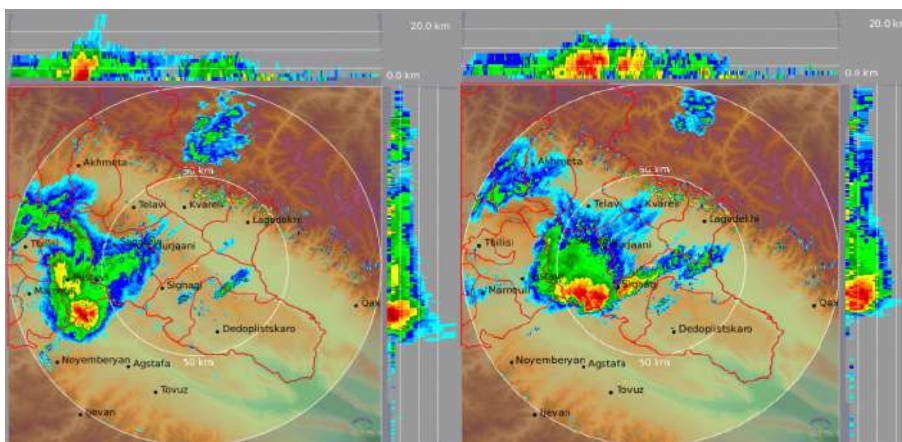 20.0 km
0.0 km
Akhmeta
50 km
Telavi
Kvareli
Lagodekhi
Tbilisi
Gurjaani
Signagi
Qax
Dedoplistskaro
Noyemberyan
50 km
Agstafa
Tovuz
Ijevan
20.0 km
0.0 km
Akhmeta
50 km
Telavi
Kvareli
Lagodekhi
Tbilisi
Gurjaani
Marneuli
Signagi
Qax
Dedoplistskaro
Noyemberyan
50 km
Agstafa
Tovuz
Ijevan